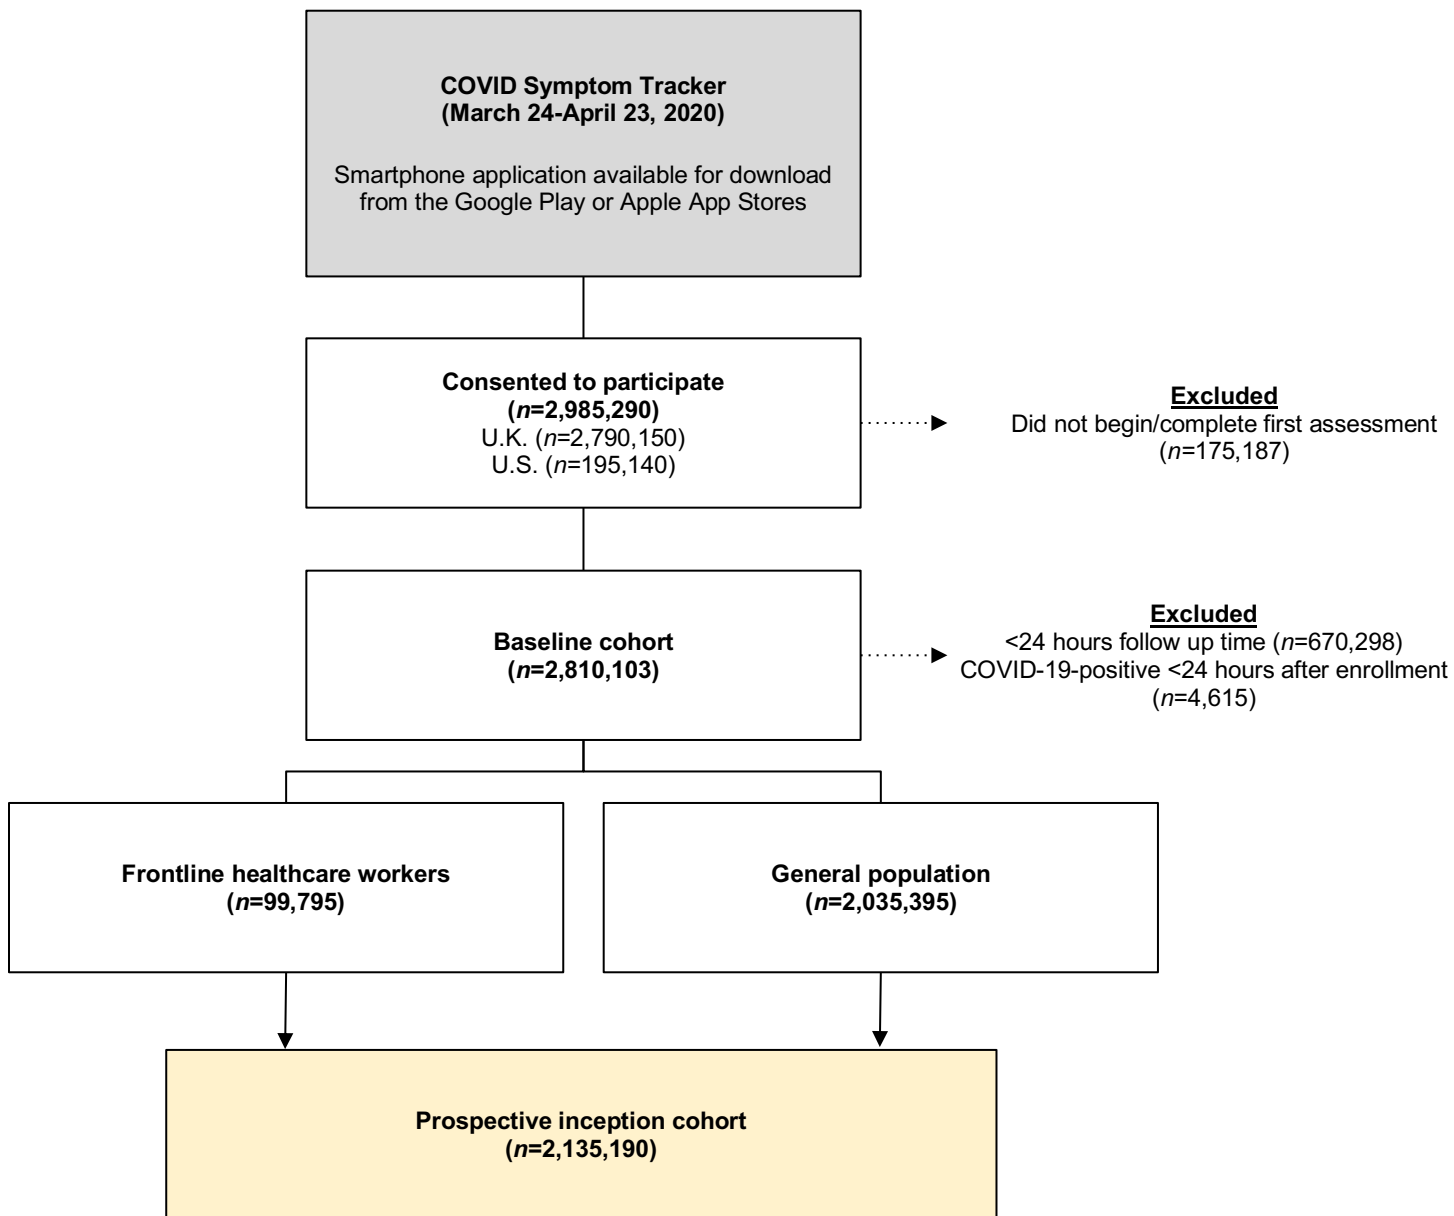 COVID Symptom Tracker
(March 24-April 23, 2020)
Smartphone application available for download
from the Google Play or Apple App Stores
Consented to participate
(n=2,985,290)
U.K. (n=2,790,150)
U.S. (n=195,140)
Excluded
Did not begin/complete first assessment
(n=175,187)
Baseline cohort
(n=2,810,103)
Excluded
<24 hours follow up time (n=670,298)
COVID-19-positive <24 hours after enrollment
(n=4,615)
Frontline healthcare workers
(n=99,795)
General population
(n=2,035,395)
Prospective inception cohort
(n=2,135,190)